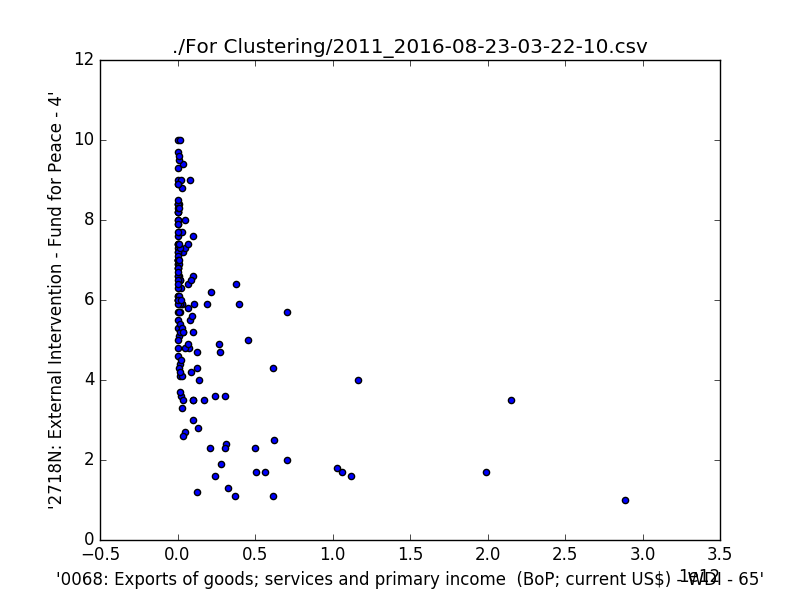 ./For Clustering/2011_2016-08-23-03-22-10.csv
12
10
8
6
4
2
0
'2718N: External Intervention - Fund for Peace - 4'
−0.5 0.0 0.5 1.0 1.5 2.0 2.5 3.0 3.5
1e12
'0068: Exports of goods; services and primary income  (BoP; current US$) - WDI - 65'